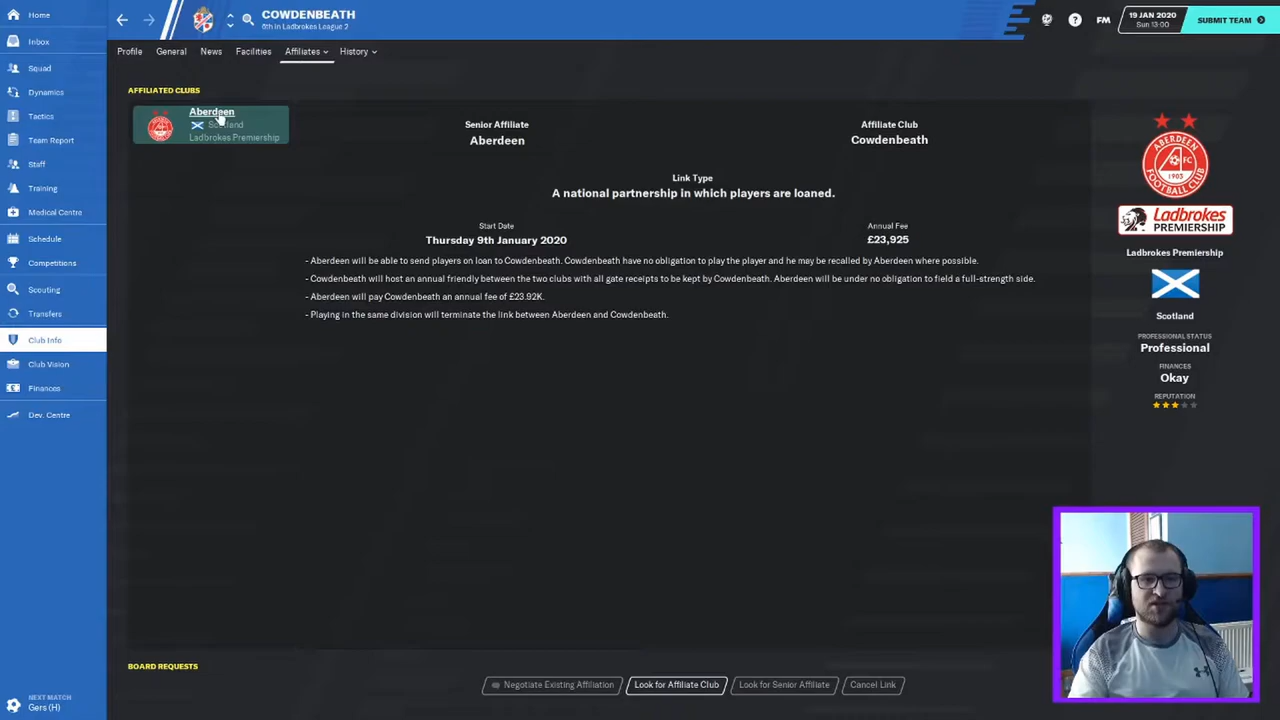 COWDENBEATH
6th in Ladbrokes League 2
19 JAN 2020
Sun 13:00
SUBMIT TEAM
FM
Home
Inbox
Squad
Dynamics
Tactics
Team Report
Staff
Training
Medical Centre
Schedule
Competitions
Scouting
Transfers
Club Info
Club Vision
Finances
Dev. Centre
NEXT MATCH
Gers (H)
Profile
General
News
Facilities
Affiliates
History
AFFILIATED CLUBS
Aberdeen
Scotland
Ladbrokes Premiership
Senior Affiliate
Aberdeen
Affiliate Club
Cowdenbeath
Link Type
A national partnership in which players are loaned.
Start Date
Thursday 9th January 2020
Annual Fee
£23,925
- Aberdeen will be able to send players on loan to Cowdenbeath. Cowdenbeath have no obligation to play the player and he may be recalled by Aberdeen where possible.
- Cowdenbeath will host an annual friendly between the two clubs with all gate receipts to be kept by Cowdenbeath. Aberdeen will be under no obligation to field a full-strength side.
- Aberdeen will pay Cowdenbeath an annual fee of £23.92K.
- Playing in the same division will terminate the link between Aberdeen and Cowdenbeath.
ABERDEEN
FC
1903
FOOTBALL CLUB
Ladbrokes
PREMIERSHIP
Ladbrokes Premiership
Scotland
PROFESSIONAL STATUS
Professional
FINANCES
Okay
REPUTATION
BOARD REQUESTS
Negotiate Existing Affiliation
Look for Affiliate Club
Look for Senior Affiliate
Cancel Link